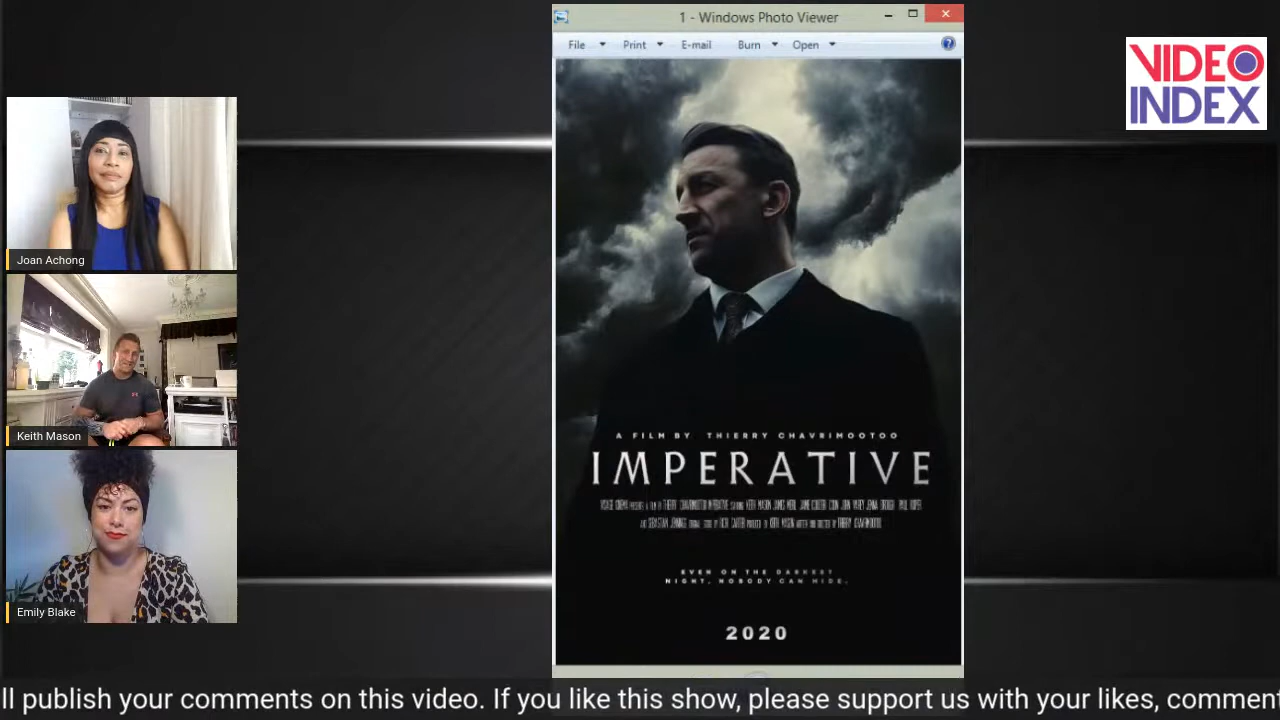 1 - Windows Photo Viewer
File Print E-mail Burn Open
VIDEO
INDEX
Joan Achong
Keith Mason
Emily Blake
A FILM BY THIERRY CHAVRIMOOTOO
IMPERATIVE
EVEN ON THE DARKEST
NIGHT, NOBODY CAN HIDE.
2020
ll publish your comments on this video. If you like this show, please support us with your likes, comment